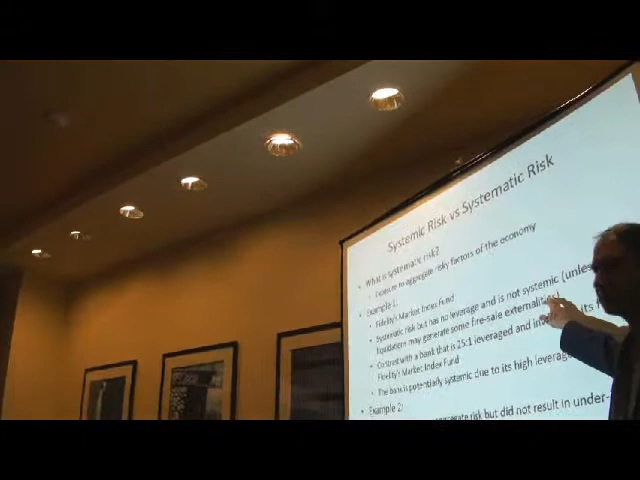 Systemic Risk vs Systematic Risk
• What is systematic risk?
• Exposure to aggregate risky factors of the economy
• Example 1:
• Fidelity's Market Index Fund
• Systematic risk but has no leverage and is not systemic (unless
liquidations may generate some fire-sale externalities)
• Contrast with a bank that is 25:1 leveraged and its
Fidelity's Market Index Fund
• The bank is potentially systemic due to its high leverage
• Example 2:
aggregate risk but did not result in under-